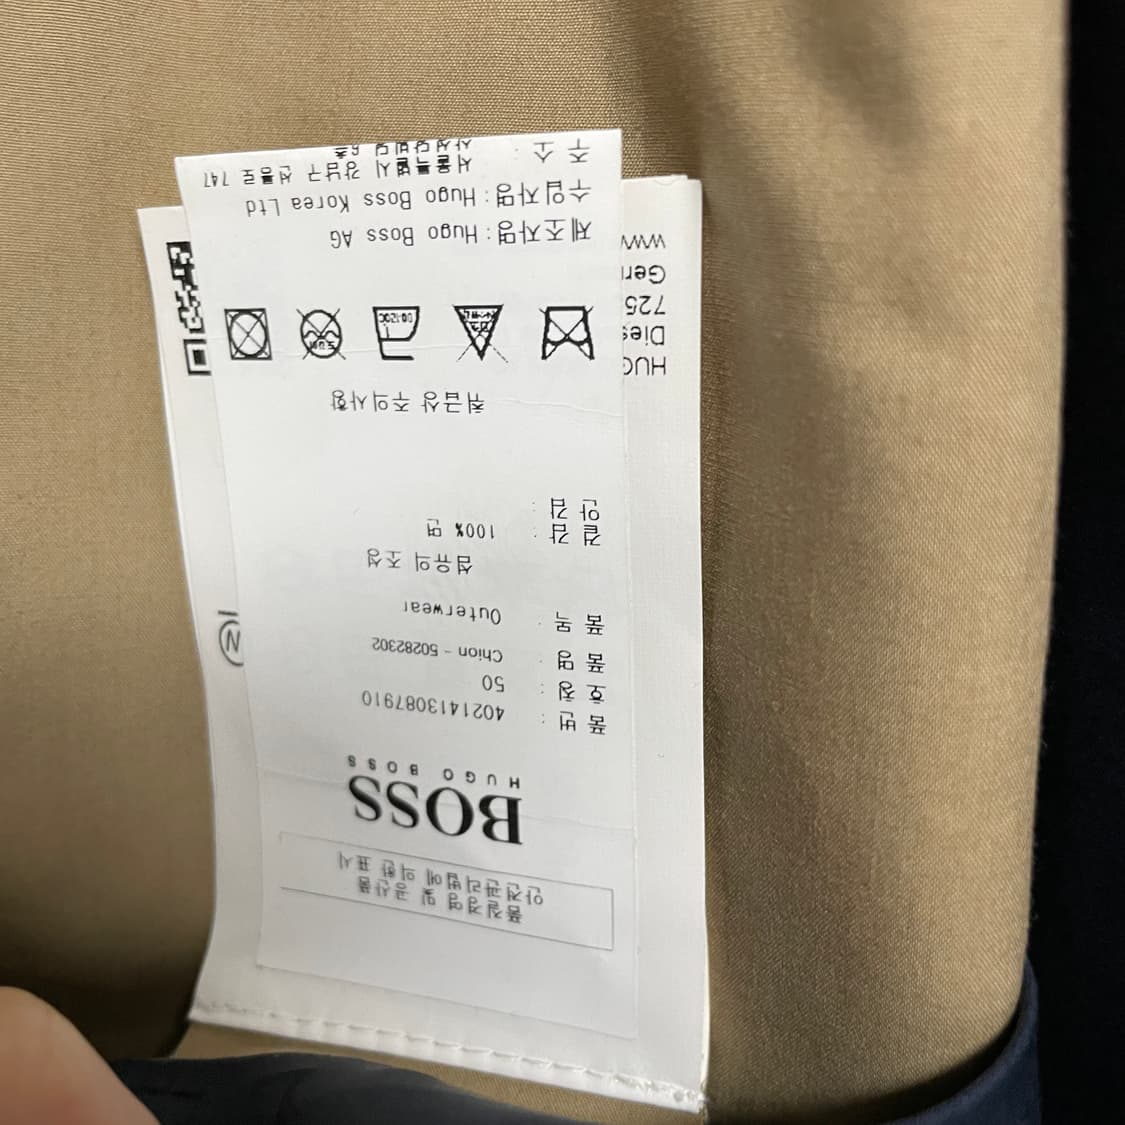 품질경영 및 공산품
안전관리법에 의한 표시
BOSS
HUGO BOSS
품 번 : 4021413087910
호 칭 : 50
품 명 : Chion - 50282302
품 목 : Outerwear
섬유의 조성
겉 감 : 100% 면
안 감 :
취급상 주의사항
제조자명 : Hugo Boss AG
수입자명 : Hugo Boss Korea Ltd
주 소 : 서울특별시 강남구 선릉로 747
HUG
Dies
725
Ger
WWW
N